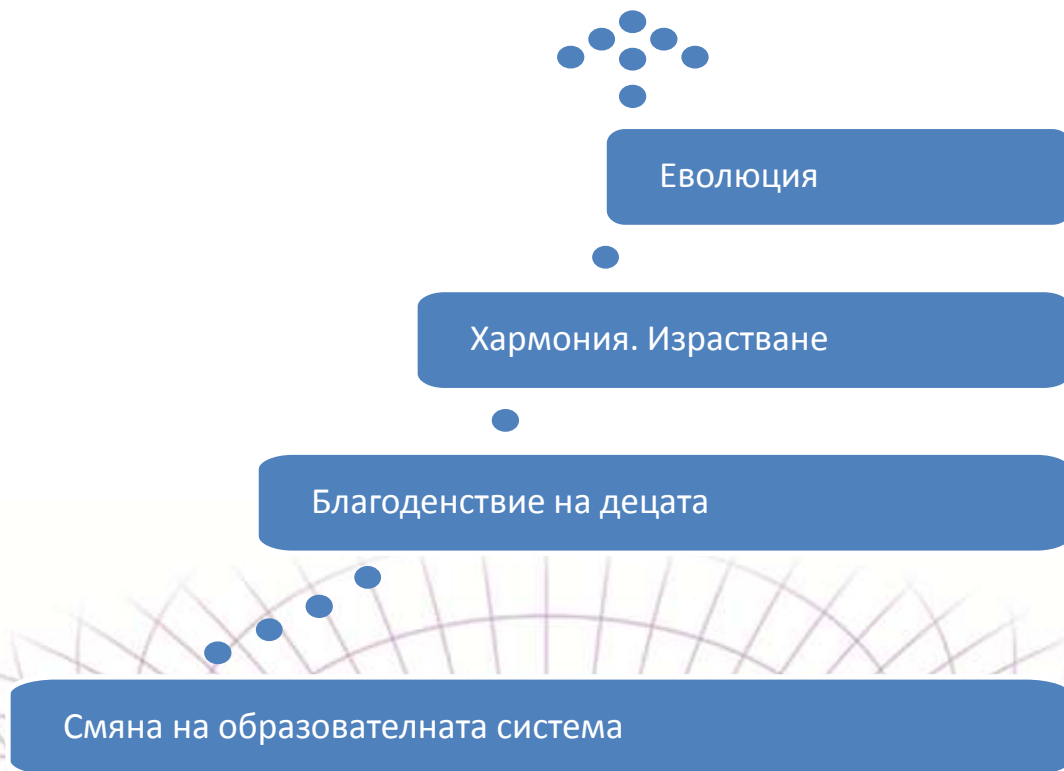 Еволюция
Хармония. Израстване
Благоденствие на децата
Смяна на образователната система